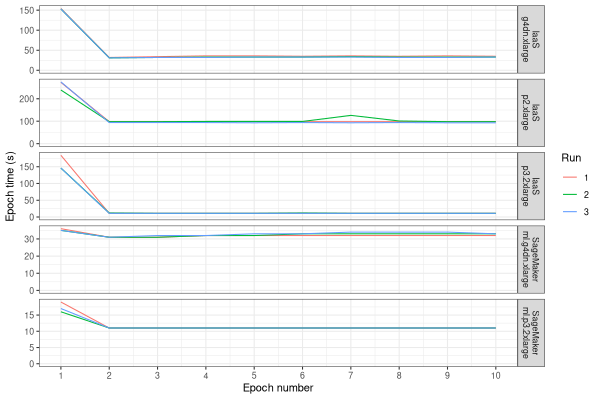 150
100
50
0
IaaS
g4dn.xlarge
200
100
0
IaaS
p2.xlarge
Epoch time (s)
150
100
50
0
IaaS
p3.2xlarge
Run
1
2
3
30
20
10
0
SageMaker
ml.g4dn.xlarge
15
10
5
0
SageMaker
ml.p3.2xlarge
1 2 3 4 5 6 7 8 9 10
Epoch number